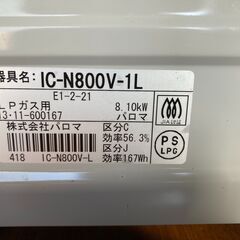 器具名: IC-N800V-1L
E1-2-21
LPガス用 8.10kW
13・11-600167 パロマ
株式会社パロマ 区分C
効率56.3%
区分J
418 IC-N800V-L 効率167Wh
PS
LPG